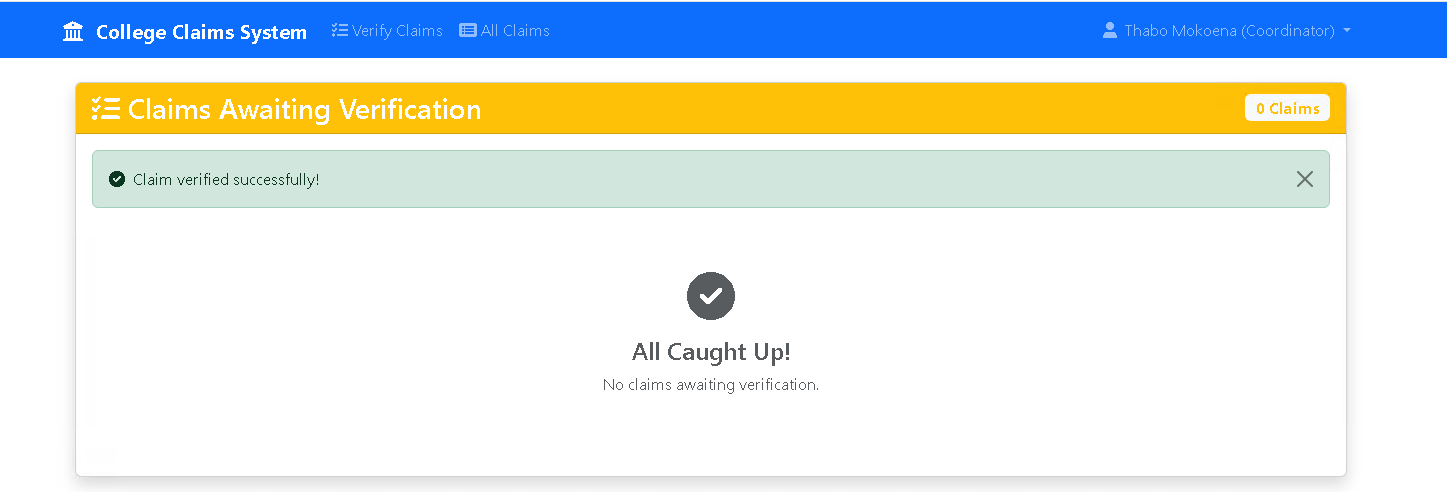 College Claims System Verify Claims All Claims Thabo Mokoena (Coordinator)
Claims Awaiting Verification 0 Claims
Claim verified successfully!
All Caught Up!
No claims awaiting verification.